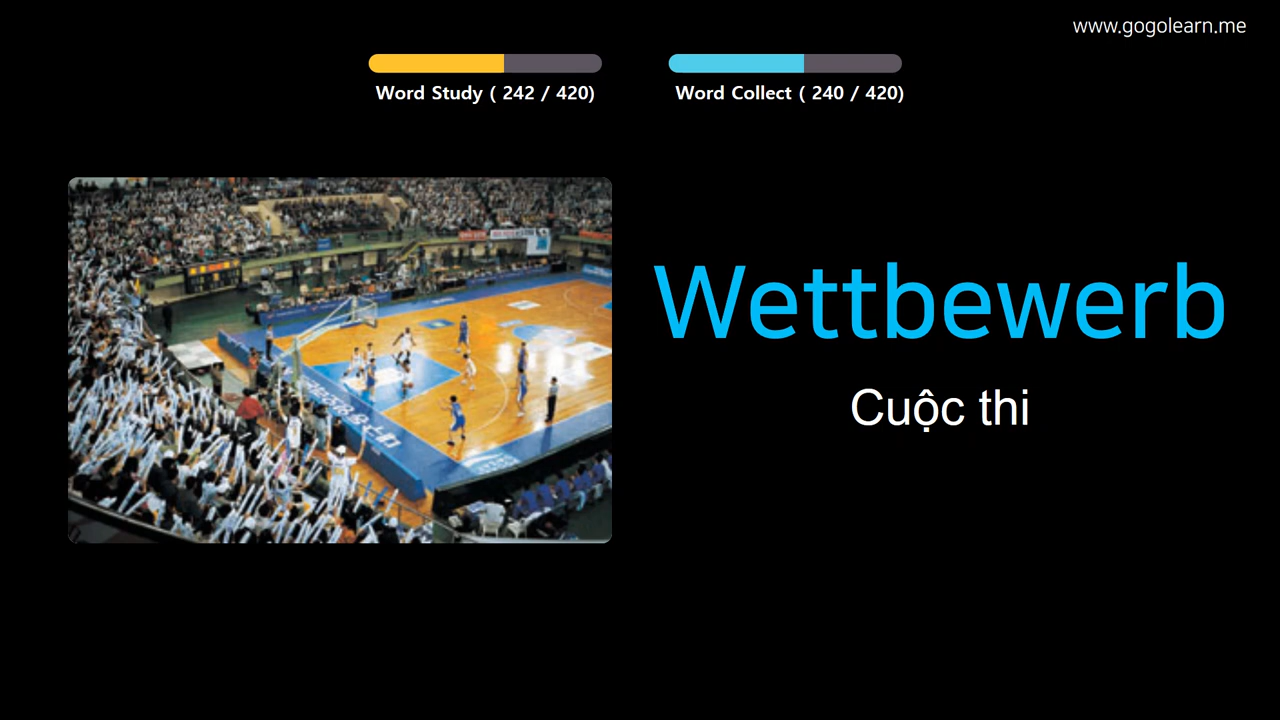 www.gogolearn.me
Word Study ( 242 / 420)
Word Collect ( 240 / 420)
Wettbewerb
Cuộc thi